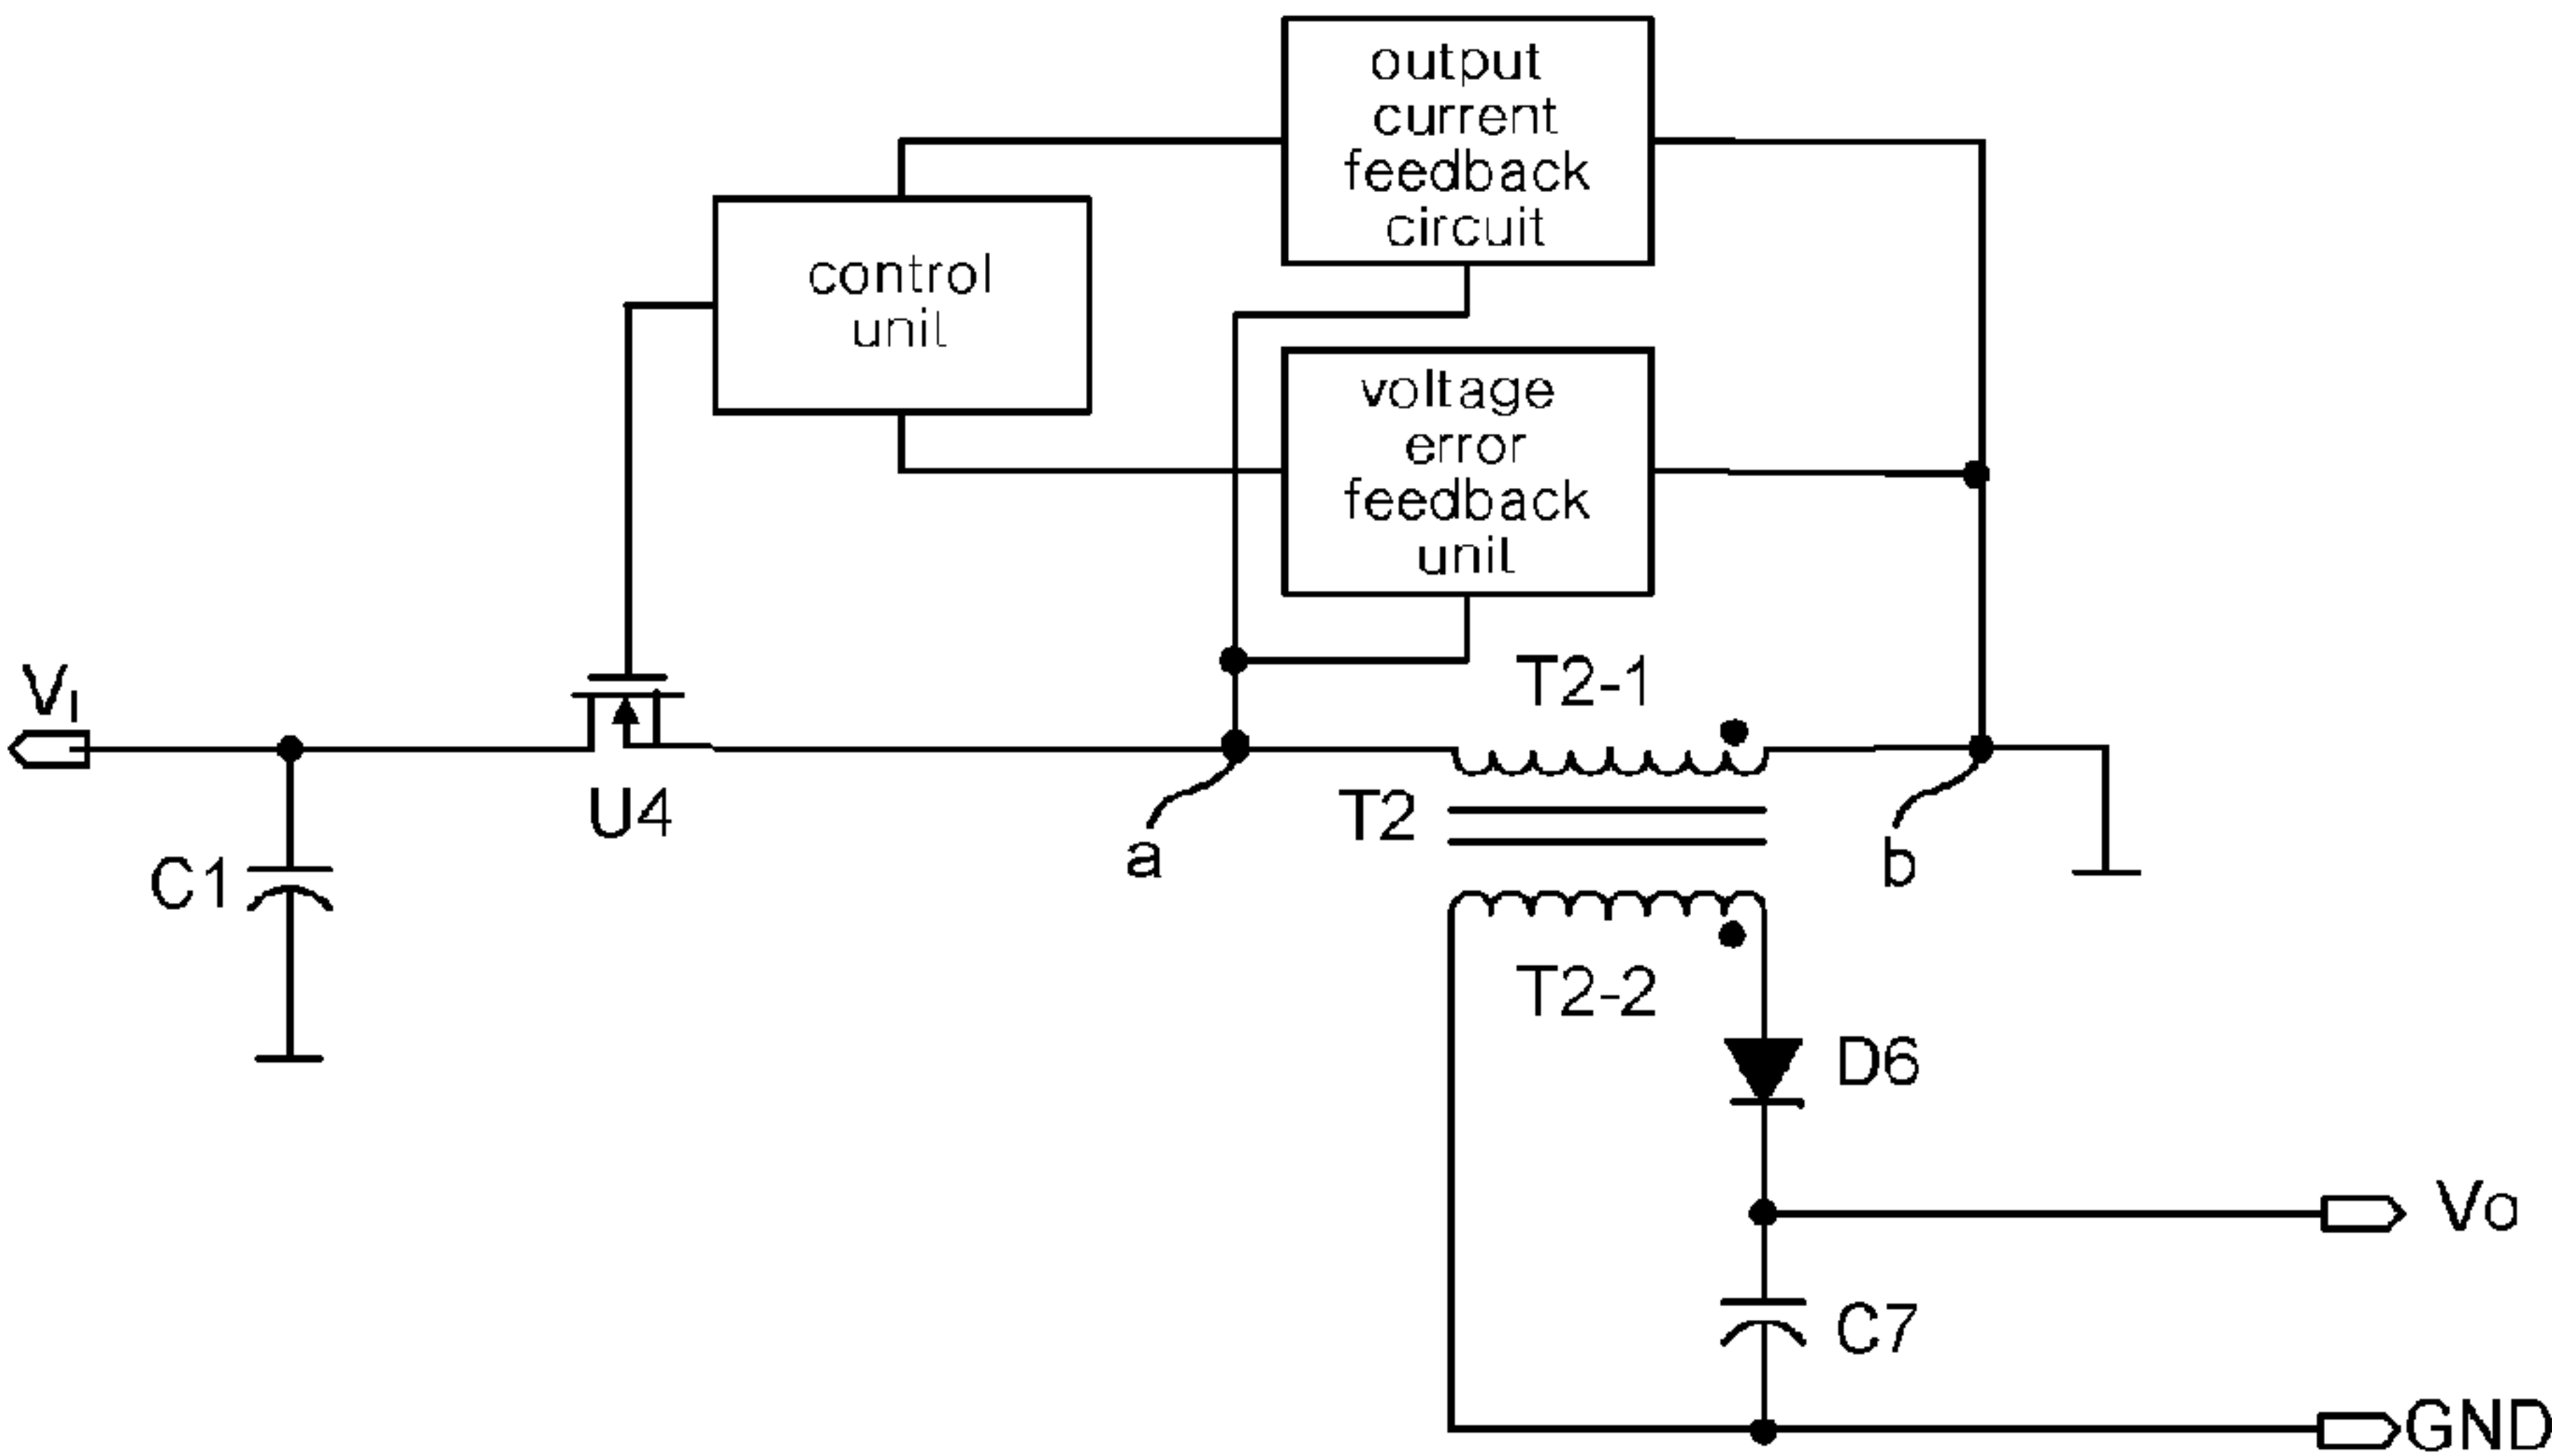 output
current
feedback
circuit
control
unit
voltage
error
feedback
unit
VI
T2-1
U4
T2
a
b
C1
T2-2
D6
Vo
C7
GND